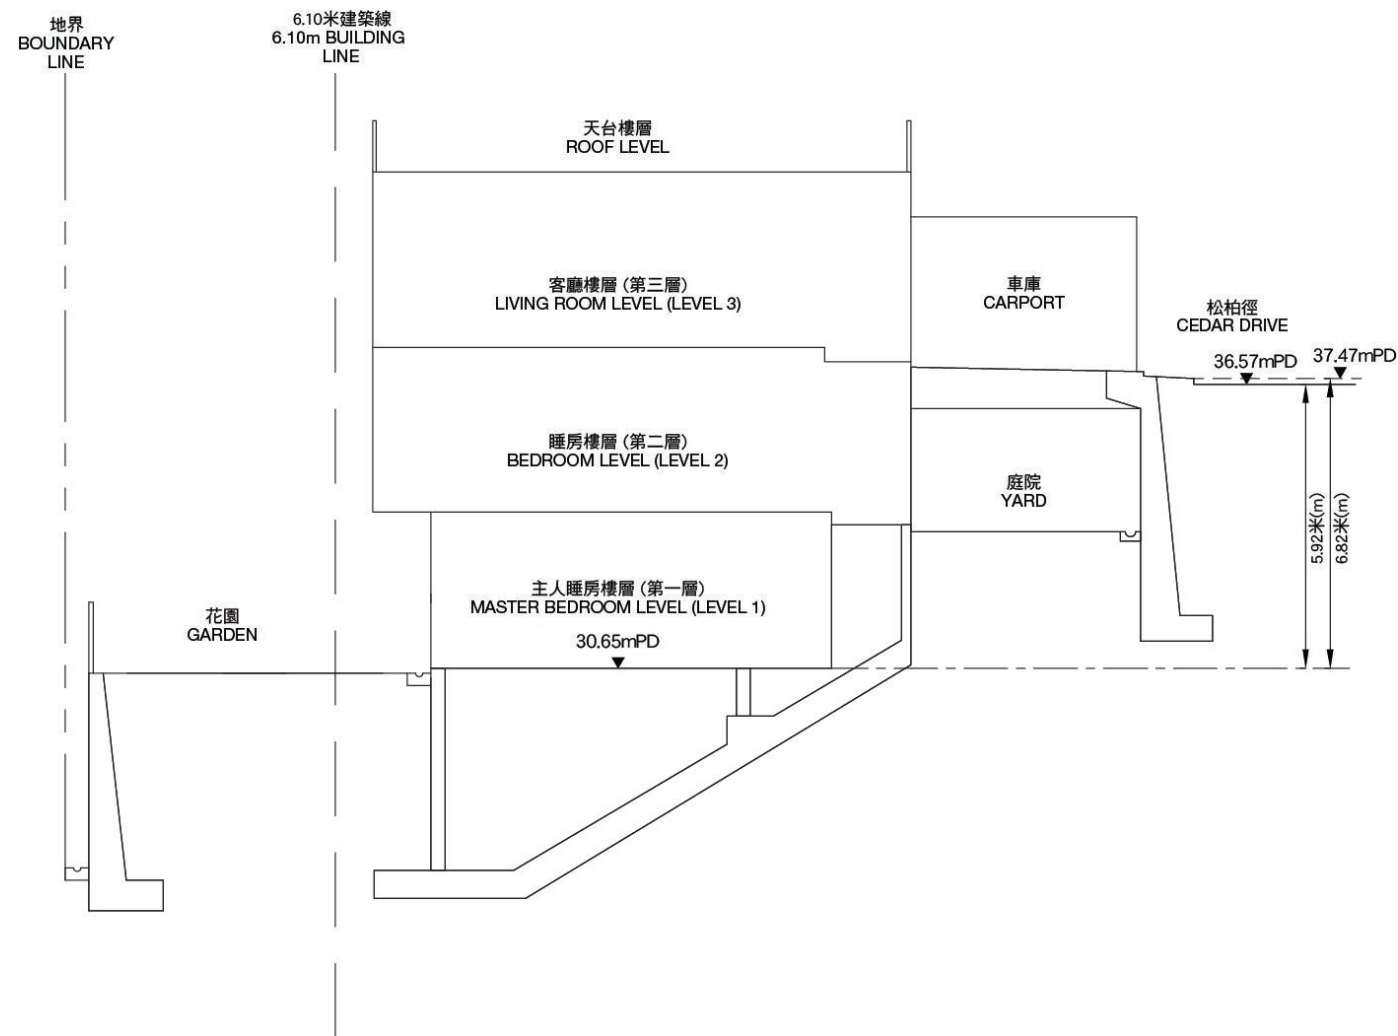 地界
BOUNDARY
LINE
6.10米建築線
6.10m BUILDING
LINE
天台樓層
ROOF LEVEL
客廳樓層 (第三層)
LIVING ROOM LEVEL (LEVEL 3)
車庫
CARPORT
松柏徑
CEDAR DRIVE
36.57mPD
37.47mPD
睡房樓層 (第二層)
BEDROOM LEVEL (LEVEL 2)
庭院
YARD
5.92米(m)
6.82米(m)
主人睡房樓層 (第一層)
MASTER BEDROOM LEVEL (LEVEL 1)
30.65mPD
花園
GARDEN